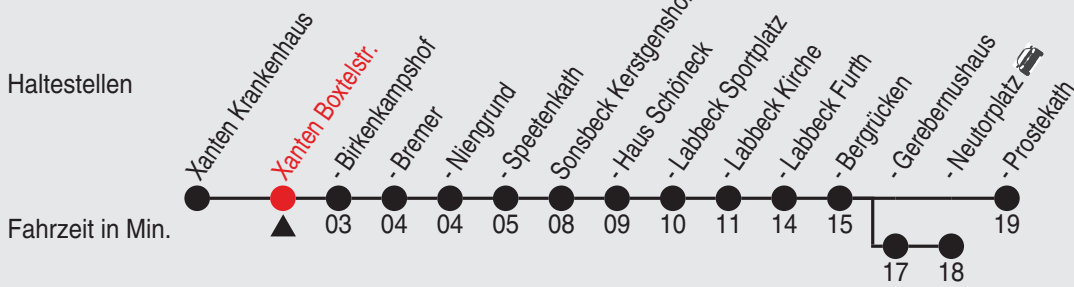 Haltestellen
Xanten Krankenhaus
Xanten Boxtelstr.
- Birkenkampshof
- Bremer
- Niengrund
- Speetenkath
Sonsbeck Kerstgenshof
- Haus Schöneck
- Labbeck Sportplatz
- Labbeck Kirche
- Labbeck Furth
- Bergrücken
- Gerebernushaus
- Neutorplatz
- Prostekath
Fahrzeit in Min.
03 04 04 05 08 09 10 11 14 15 19
17 18